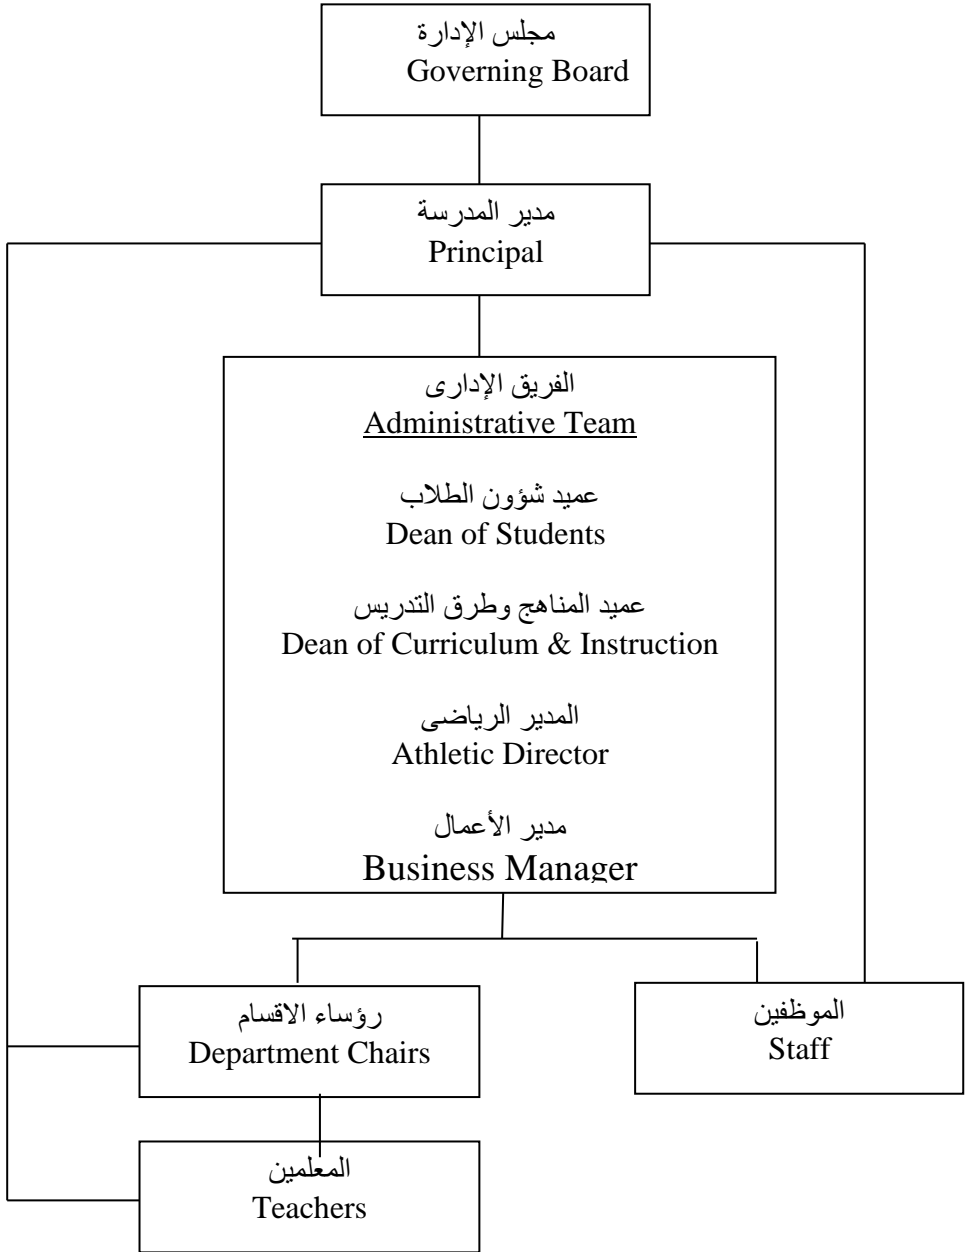 مجلس الإدارة
Governing Board
مدير المدرسة
Principal
الفريق الإدارى
Administrative Team
عميد شؤون الطلاب
Dean of Students
عميد المناهج وطرق التدريس
Dean of Curriculum & Instruction
المدير الرياضى
Athletic Director
مدير الأعمال
Business Manager
رؤساء الاقسام
Department Chairs
الموظفين
Staff
المعلمين
Teachers